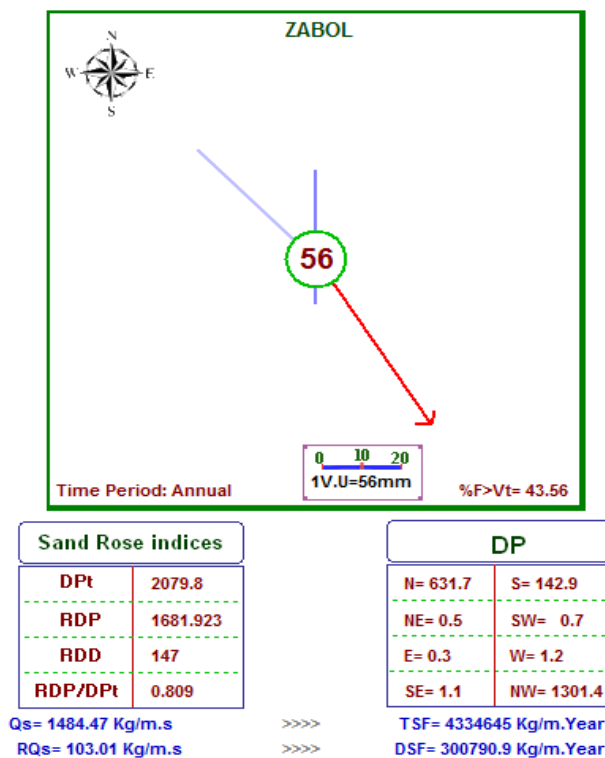 ZABOL
N
W E
S
56
0 10 20
1V.U=56mm
Time Period: Annual
%F>Vt= 43.56
Sand Rose indices
DPt 2079.8
RDP 1681.923
RDD 147
RDP/DPt 0.809
DP
N= 631.7 S= 142.9
NE= 0.5 SW= 0.7
E= 0.3 W= 1.2
SE= 1.1 NW= 1301.4
Qs= 1484.47 Kg/m.s >>>> TSF= 4334645 Kg/m.Year
RQs= 103.01 Kg/m.s >>>> DSF= 300790.9 Kg/m.Year